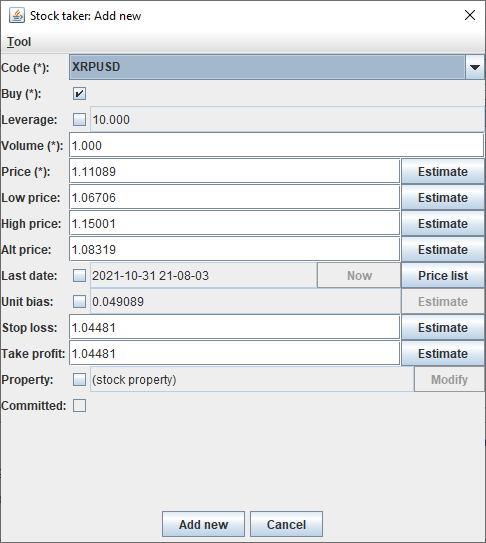 Stock taker: Add new
Tool
Code (*): XRPUSD
Buy (*):
Leverage: 10.000
Volume (*): 1.000
Price (*): 1.11089 Estimate
Low price: 1.06706 Estimate
High price: 1.15001 Estimate
Alt price: 1.08319 Estimate
Last date: 2021-10-31 21-08-03 Now Price list
Unit bias: 0.049089 Estimate
Stop loss: 1.04481 Estimate
Take profit: 1.04481 Estimate
Property: (stock property) Modify
Committed:
Add new Cancel